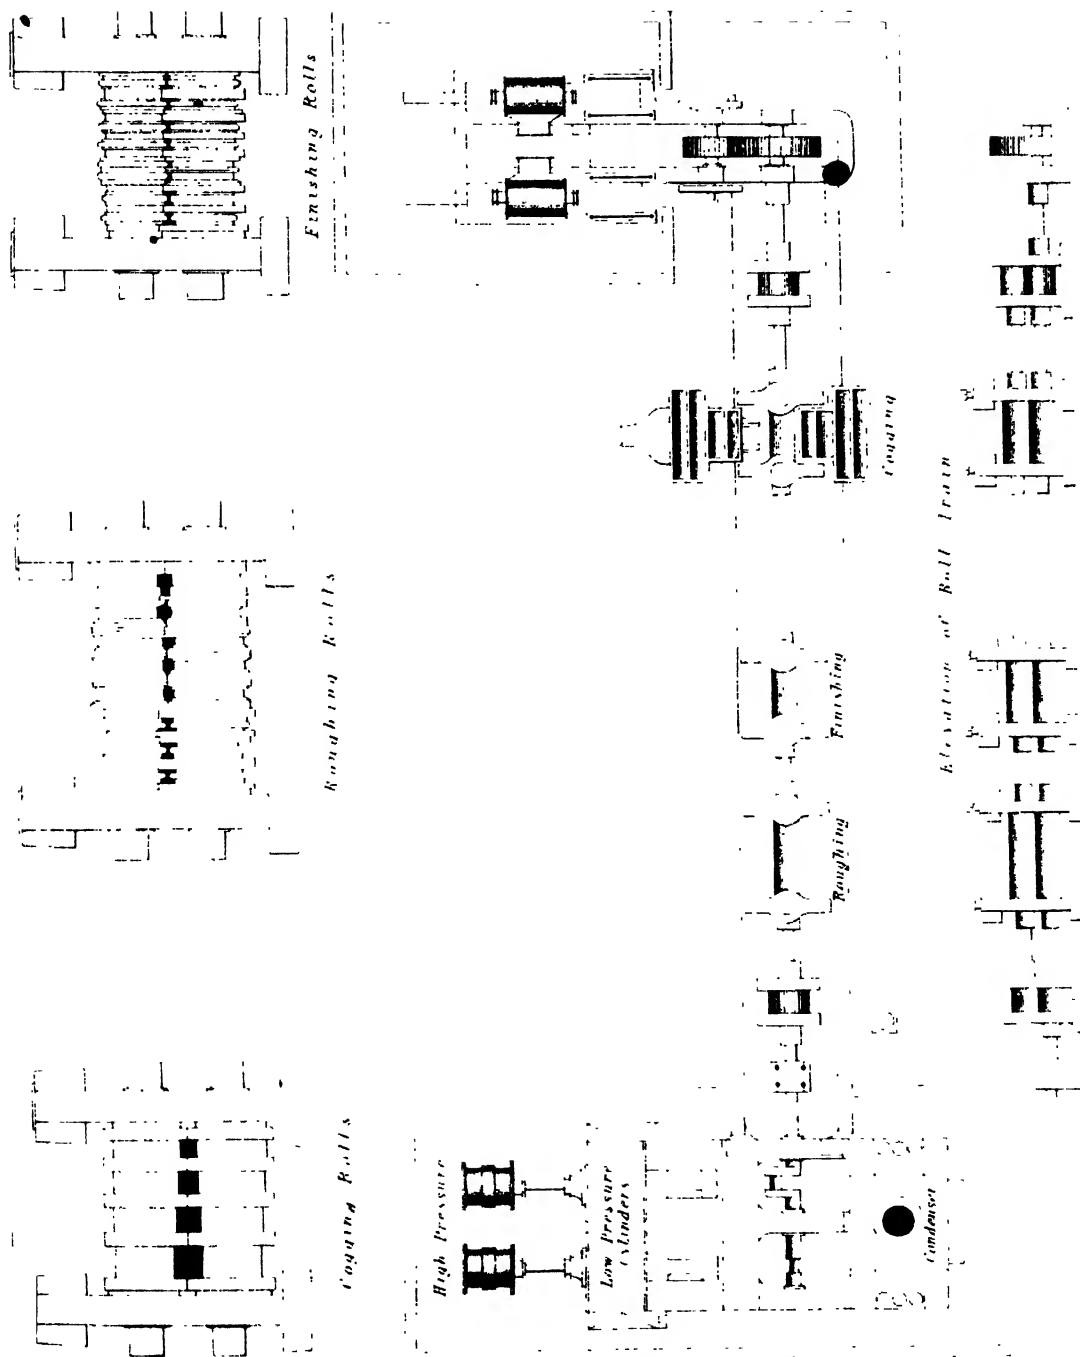 Finishing Rolls
Roughing Rolls
Cogging Rolls
High Pressure
Low Pressure
Cylinders
Cogging
Finishing
Roughing
Condenser
Elevation of Roll Train